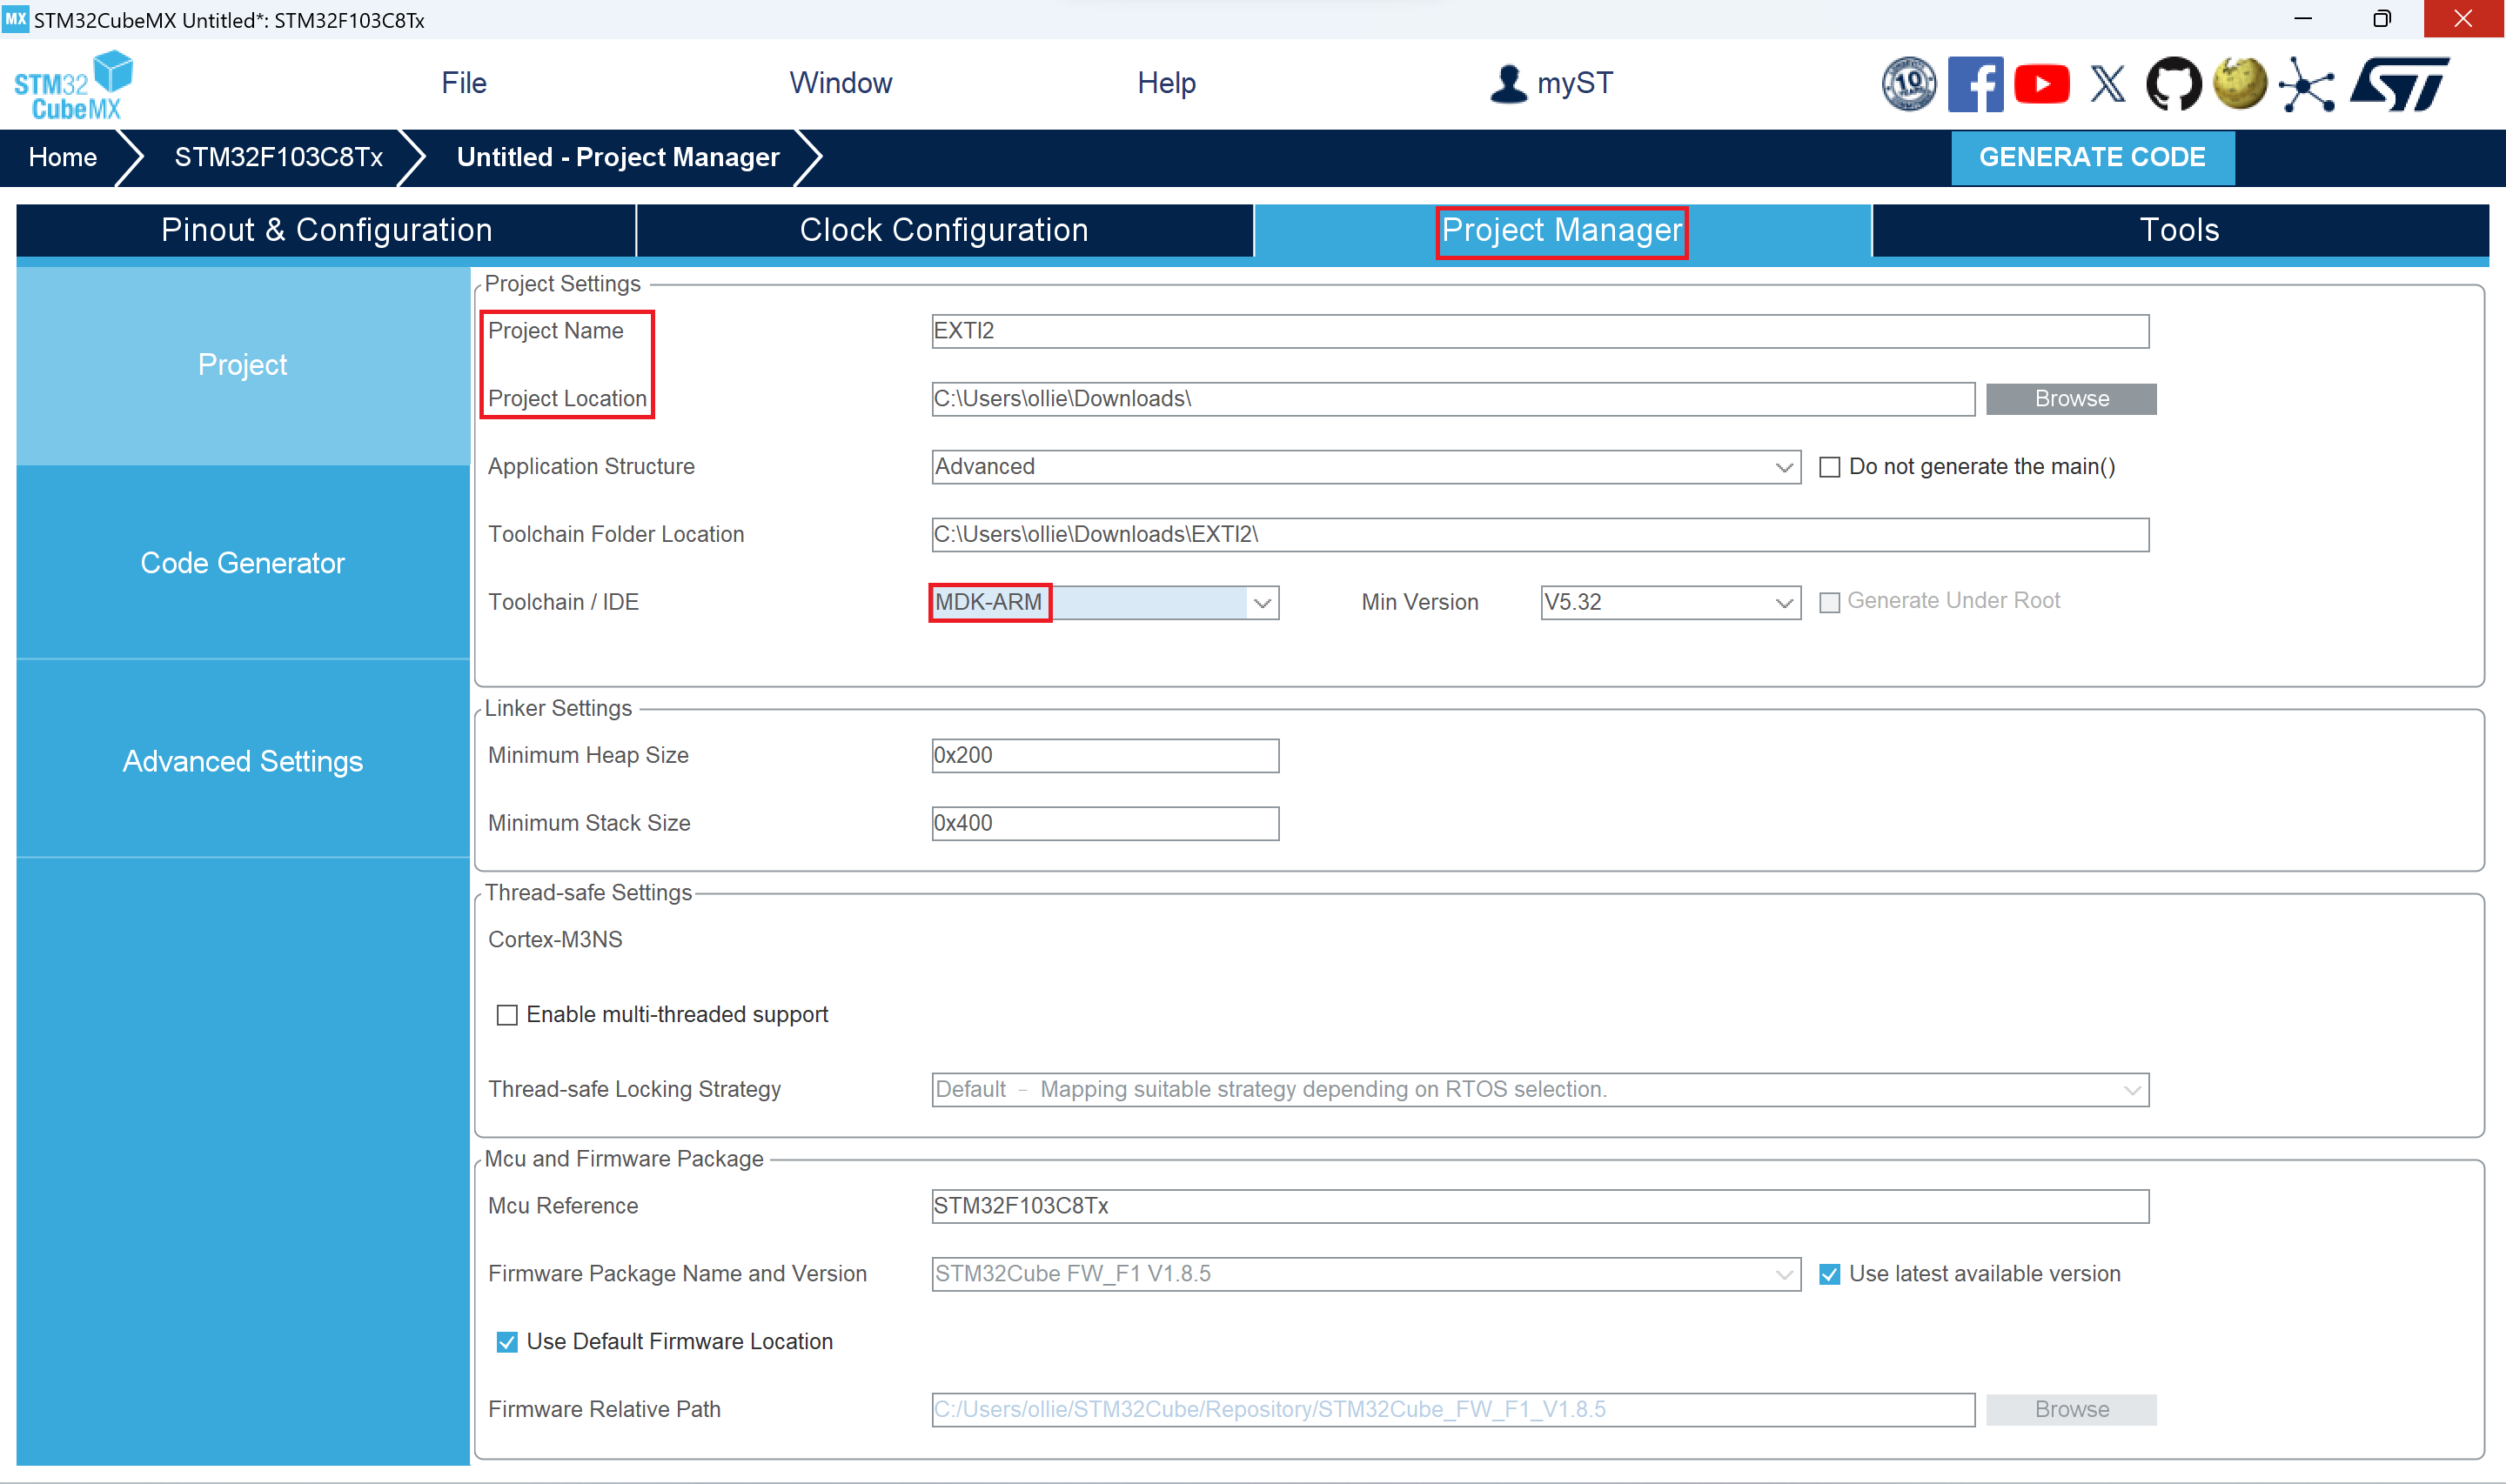 MX STM32CubeMX Untitled*: STM32F103C8Tx
STM32
CubeMX
File
Window
Help
myST
10
Home
STM32F103C8Tx
Untitled - Project Manager
GENERATE CODE
Pinout & Configuration
Clock Configuration
Project Manager
Tools
Project
Code Generator
Advanced Settings
Project Settings
Project Name
EXTI2
Project Location
C:\Users\ollie\Downloads\
Browse
Application Structure
Advanced
Do not generate the main()
Toolchain Folder Location
C:\Users\ollie\Downloads\EXTI2\
Toolchain / IDE
MDK-ARM
Min Version
V5.32
Generate Under Root
Linker Settings
Minimum Heap Size
0x200
Minimum Stack Size
0x400
Thread-safe Settings
Cortex-M3NS
Enable multi-threaded support
Thread-safe Locking Strategy
Default – Mapping suitable strategy depending on RTOS selection.
Mcu and Firmware Package
Mcu Reference
STM32F103C8Tx
Firmware Package Name and Version
STM32Cube FW_F1 V1.8.5
Use latest available version
Use Default Firmware Location
Firmware Relative Path
C:/Users/ollie/STM32Cube/Repository/STM32Cube_FW_F1_V1.8.5
Browse